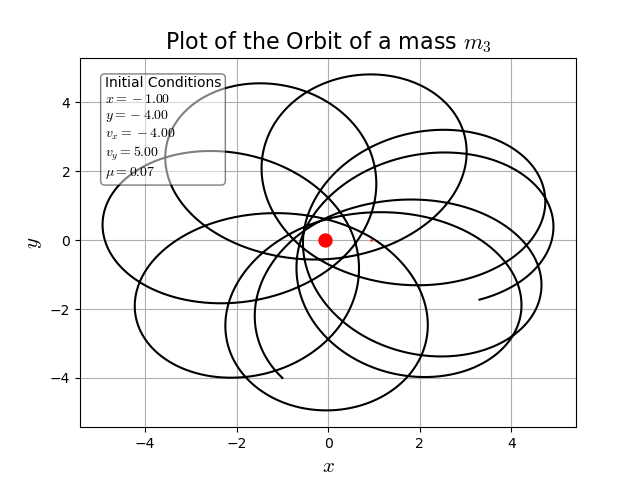 Plot of the Orbit of a mass m₃
Initial Conditions
x = −1.00
y = −4.00
vₓ = −4.00
v_y = 5.00
μ = 0.07
4
2
0
−2
−4
y
−4
−2
0
2
4
x